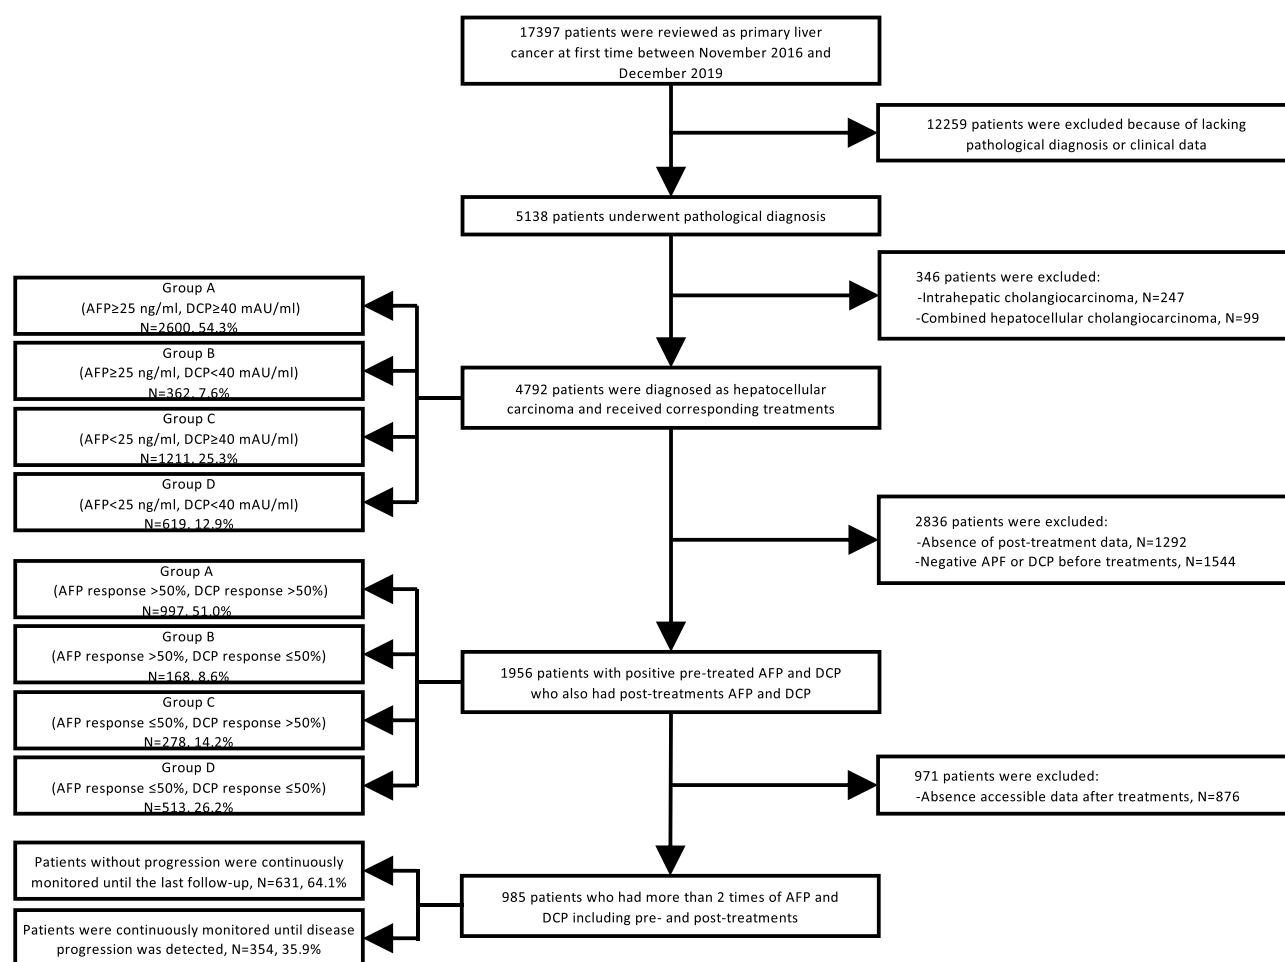 17397 patients were reviewed as primary liver
cancer at first time between November 2016 and
December 2019
12259 patients were excluded because of lacking
pathological diagnosis or clinical data
5138 patients underwent pathological diagnosis
346 patients were excluded:
-Intrahepatic cholangiocarcinoma, N=247
-Combined hepatocellular cholangiocarcinoma, N=99
Group A
(AFP≥25 ng/ml, DCP≥40 mAU/ml)
N=2600, 54.3%
Group B
(AFP≥25 ng/ml, DCP<40 mAU/ml)
N=362, 7.6%
Group C
(AFP<25 ng/ml, DCP≥40 mAU/ml)
N=1211, 25.3%
Group D
(AFP<25 ng/ml, DCP<40 mAU/ml)
N=619, 12.9%
4792 patients were diagnosed as hepatocellular
carcinoma and received corresponding treatments
2836 patients were excluded:
-Absence of post-treatment data, N=1292
-Negative APF or DCP before treatments, N=1544
Group A
(AFP response >50%, DCP response >50%)
N=997, 51.0%
Group B
(AFP response >50%, DCP response ≤50%)
N=168, 8.6%
Group C
(AFP response ≤50%, DCP response >50%)
N=278, 14.2%
Group D
(AFP response ≤50%, DCP response ≤50%)
N=513, 26.2%
1956 patients with positive pre-treated AFP and DCP
who also had post-treatments AFP and DCP
971 patients were excluded:
-Absence accessible data after treatments, N=876
Patients without progression were continuously
monitored until the last follow-up, N=631, 64.1%
Patients were continuously monitored until disease
progression was detected, N=354, 35.9%
985 patients who had more than 2 times of AFP and
DCP including pre- and post-treatments